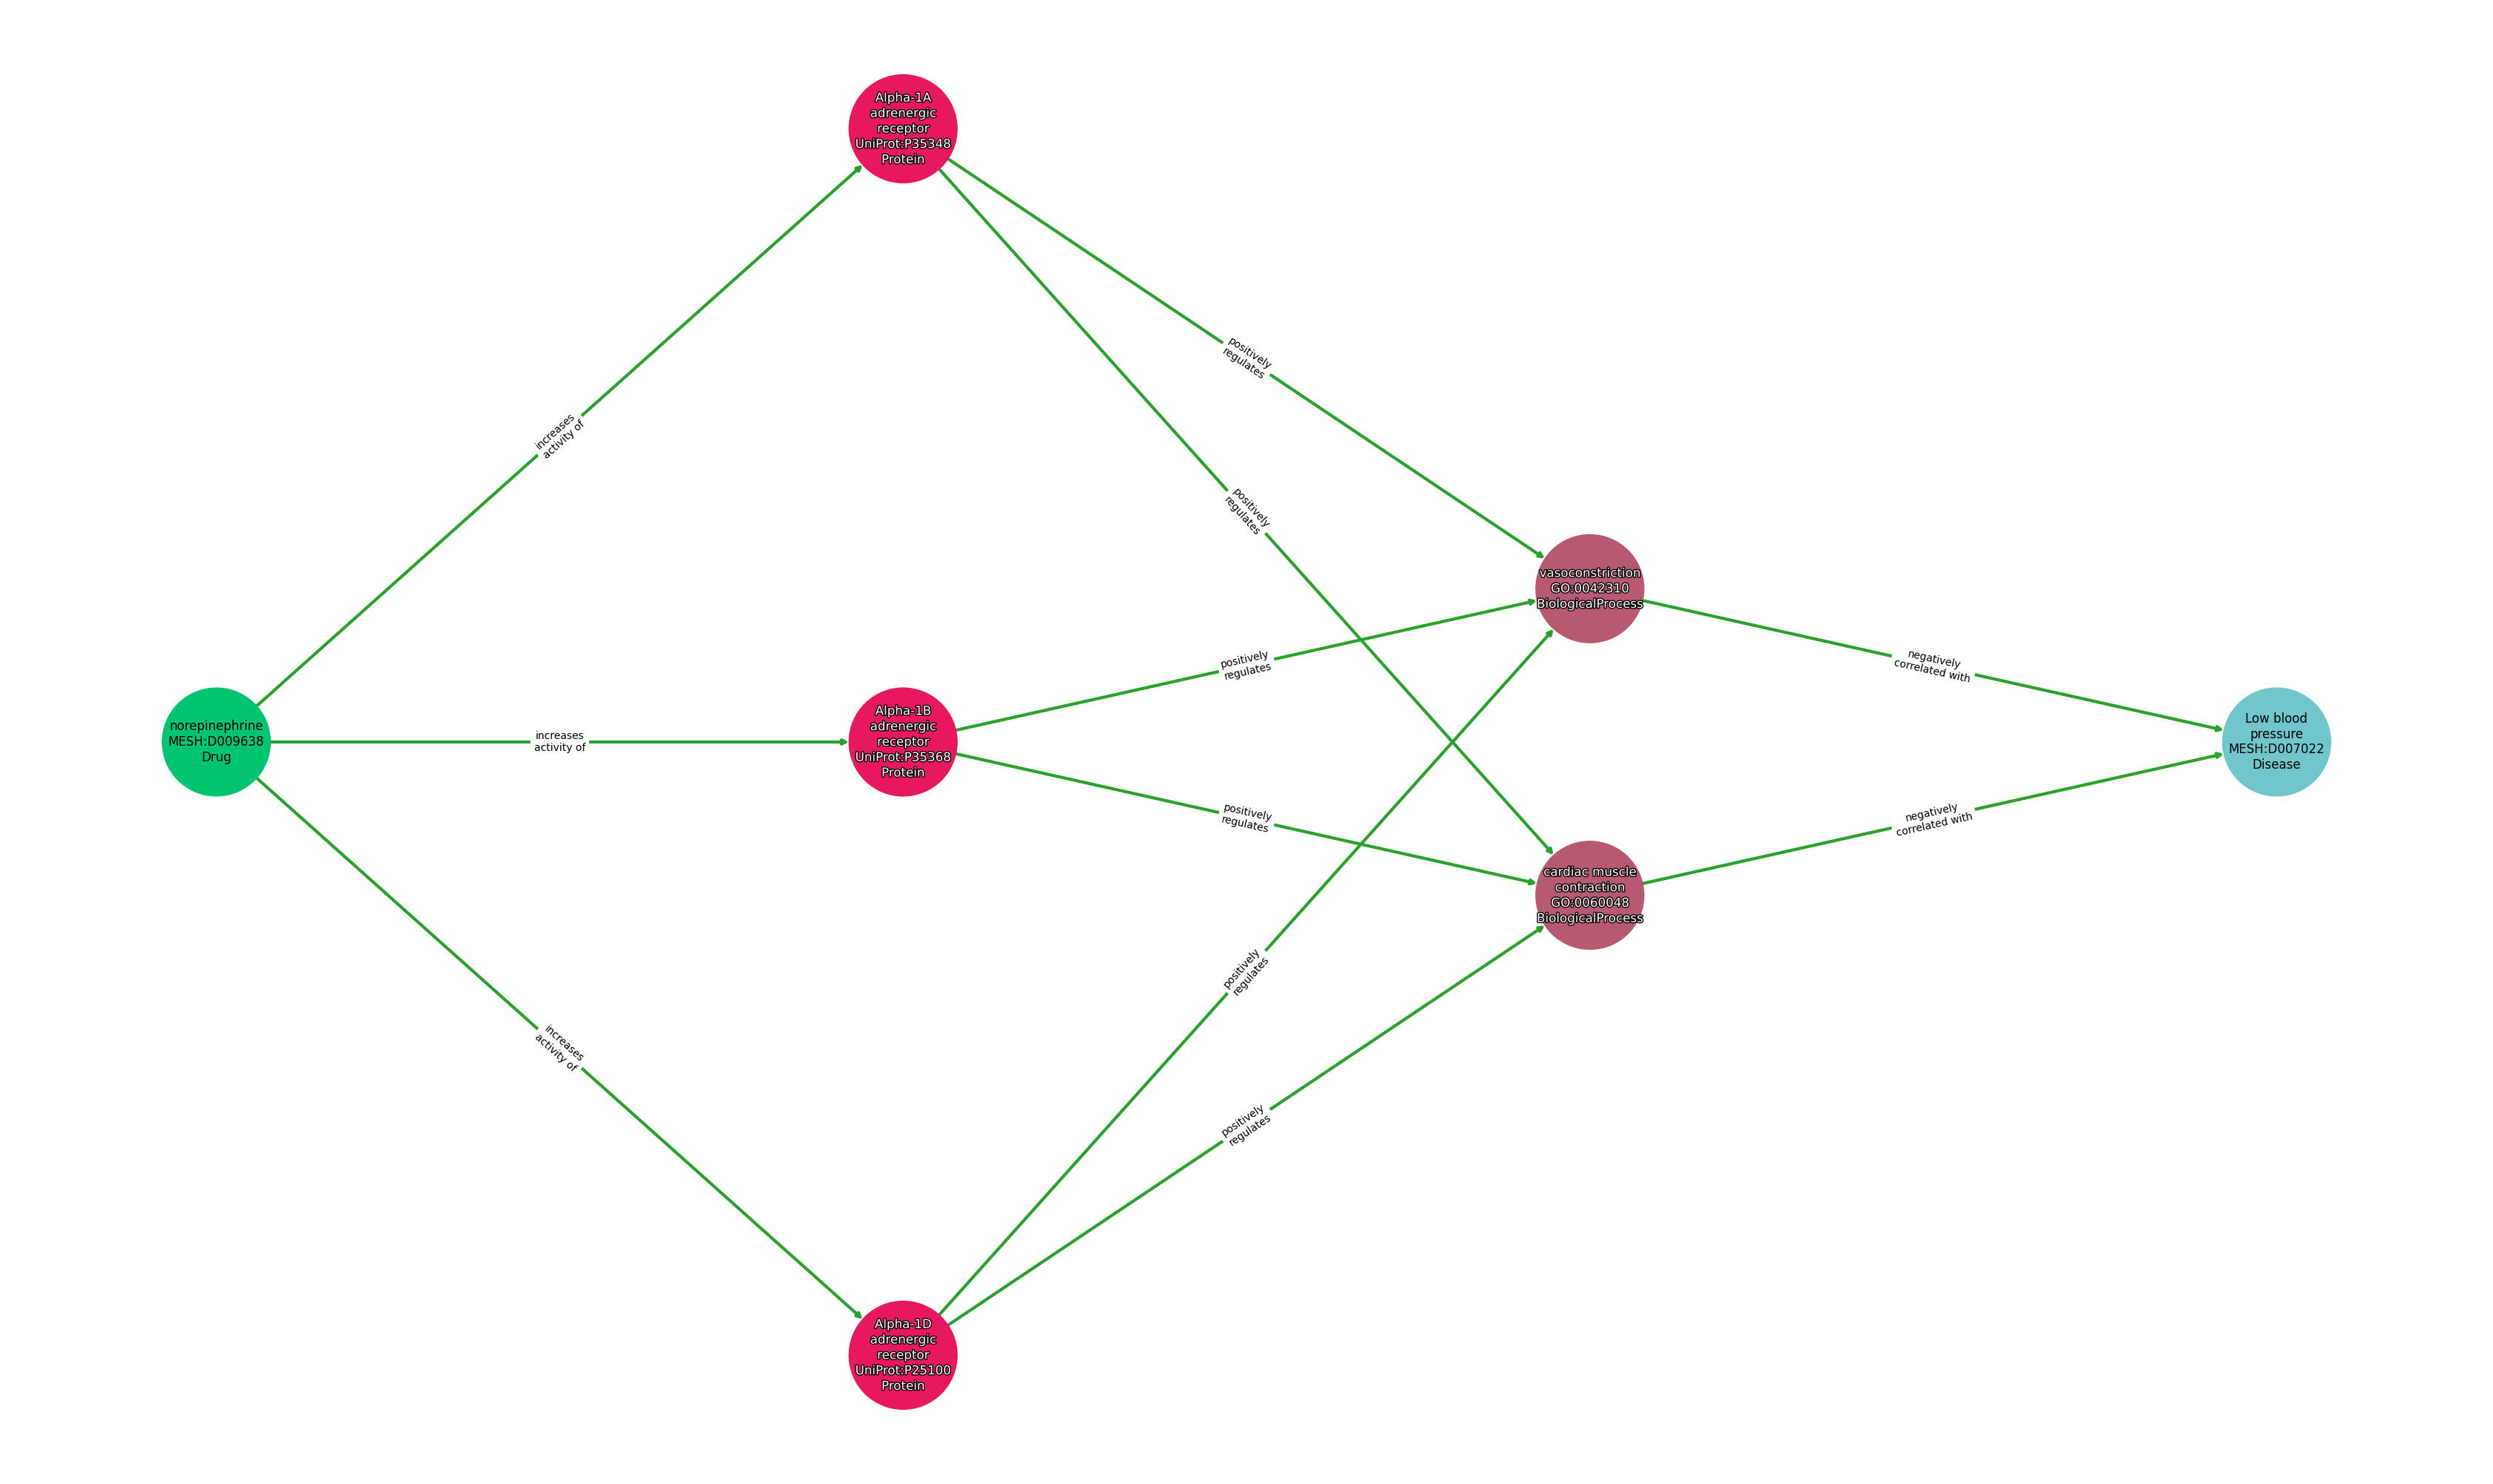 Alpha-1A
adrenergic
receptor
UniProt:P35348
Protein
positively
regulates
increases
activity of
positively
regulates
vasoconstriction
GO:0042310
BiologicalProcess
positively
regulates
negatively
correlated with
norepinephrine
MESH:D009638
Drug
increases
activity of
Alpha-1B
adrenergic
receptor
UniProt:P35368
Protein
Low blood
pressure
MESH:D007022
Disease
positively
regulates
negatively
correlated with
cardiac muscle
contraction
GO:0060048
BiologicalProcess
positively
regulates
increases
activity of
positively
regulates
Alpha-1D
adrenergic
receptor
UniProt:P25100
Protein